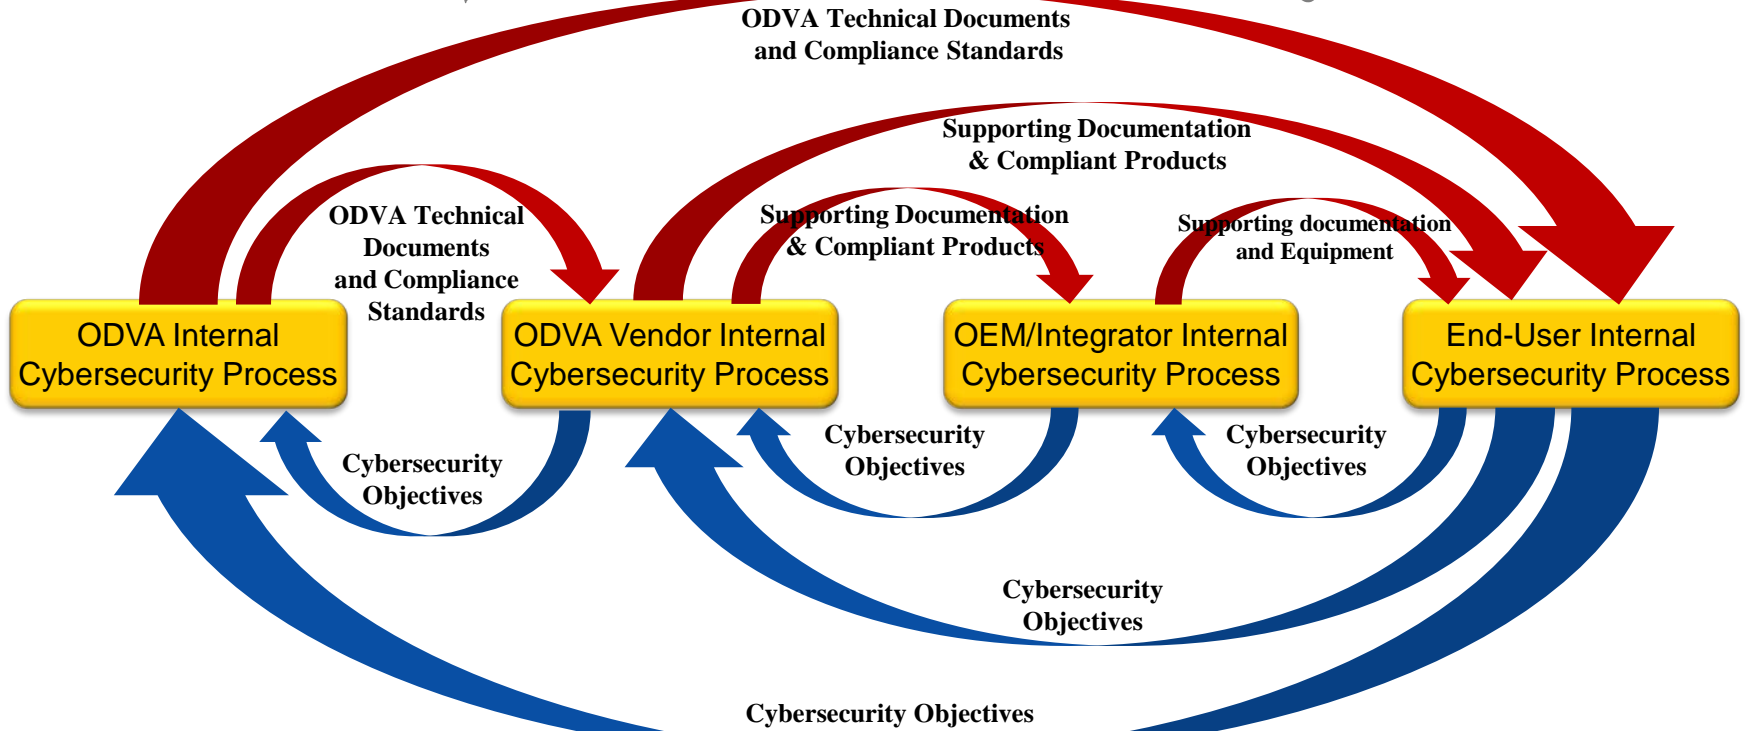 ODVA Technical Documents
and Compliance Standards
Supporting Documentation
& Compliant Products
ODVA Technical
Documents
and Compliance
Standards
Supporting Documentation
& Compliant Products
Supporting documentation
and Equipment
ODVA Internal
Cybersecurity Process
ODVA Vendor Internal
Cybersecurity Process
OEM/Integrator Internal
Cybersecurity Process
End-User Internal
Cybersecurity Process
Cybersecurity
Objectives
Cybersecurity
Objectives
Cybersecurity
Objectives
Cybersecurity
Objectives
Cybersecurity Objectives